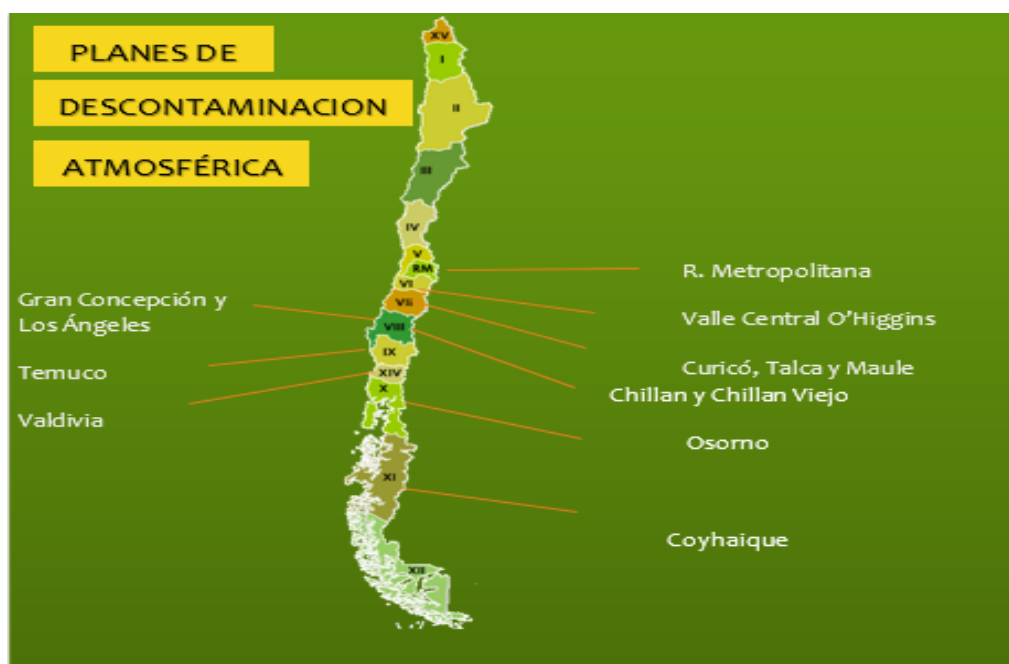 PLANES DE
DESCONTAMINACION
ATMOSFÉRICA
XV
I
II
III
IV
V
RM
VI
VII
VIII
IX
XIV
X
XI
XII
Gran Concepción y
Los Ángeles
Temuco
Valdivia
R. Metropolitana
Valle Central O’Higgins
Curicó, Talca y Maule
Chillan y Chillan Viejo
Osorno
Coyhaique